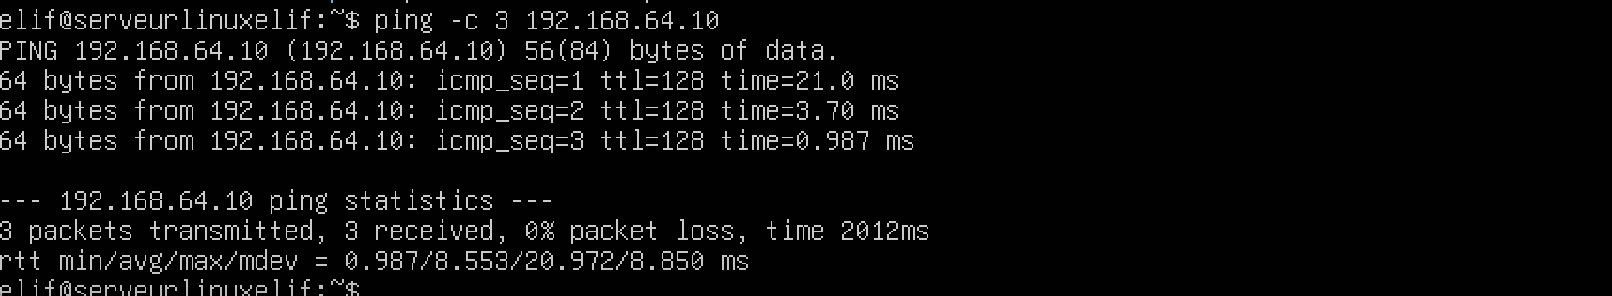 elif@serveurlinuxelif:~$ ping -c 3 192.168.64.10
PING 192.168.64.10 (192.168.64.10) 56(84) bytes of data.
64 bytes from 192.168.64.10: icmp_seq=1 ttl=128 time=21.0 ms
64 bytes from 192.168.64.10: icmp_seq=2 ttl=128 time=3.70 ms
64 bytes from 192.168.64.10: icmp_seq=3 ttl=128 time=0.987 ms
--- 192.168.64.10 ping statistics ---
3 packets transmitted, 3 received, 0% packet loss, time 2012ms
rtt min/avg/max/mdev = 0.987/8.553/20.972/8.850 ms
elif@serveurlinuxelif:~$